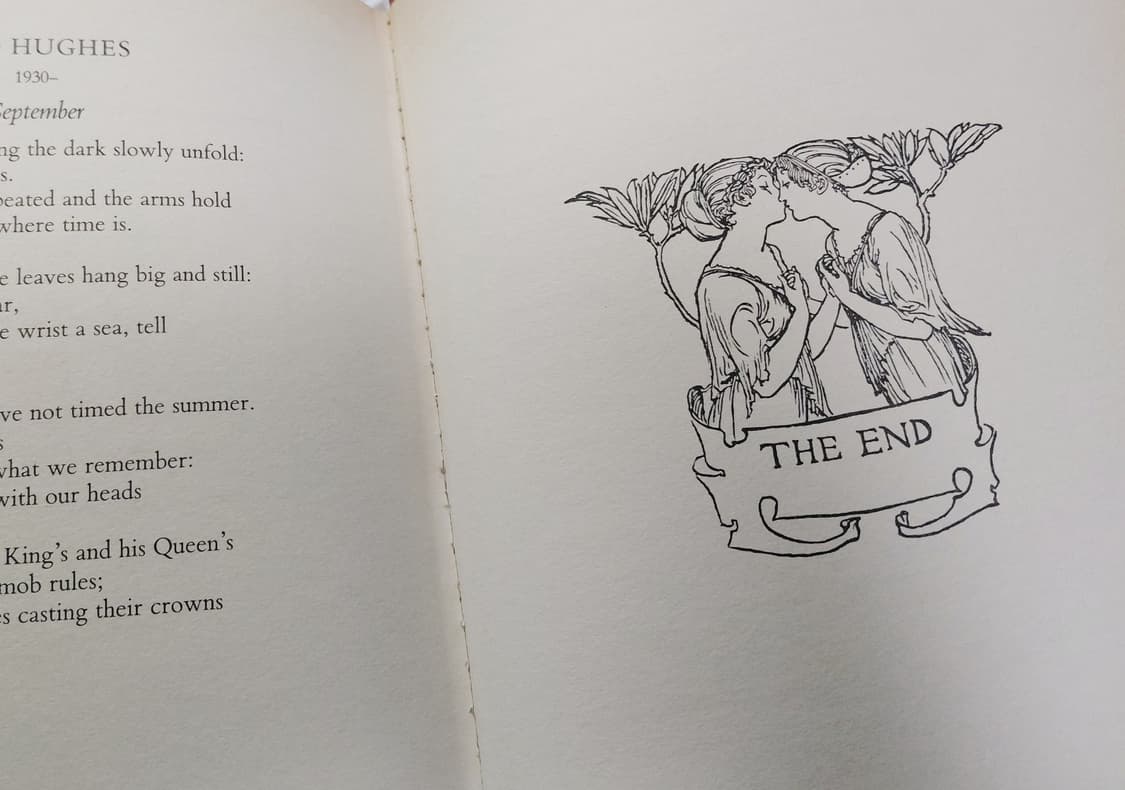 HUGHES
1930–
September
ng the dark slowly unfold:
s.
eated and the arms hold
where time is.
e leaves hang big and still:
ar,
e wrist a sea, tell
ve not timed the summer.
s
what we remember:
with our heads
King's and his Queen's
mob rules;
s casting their crowns
THE END